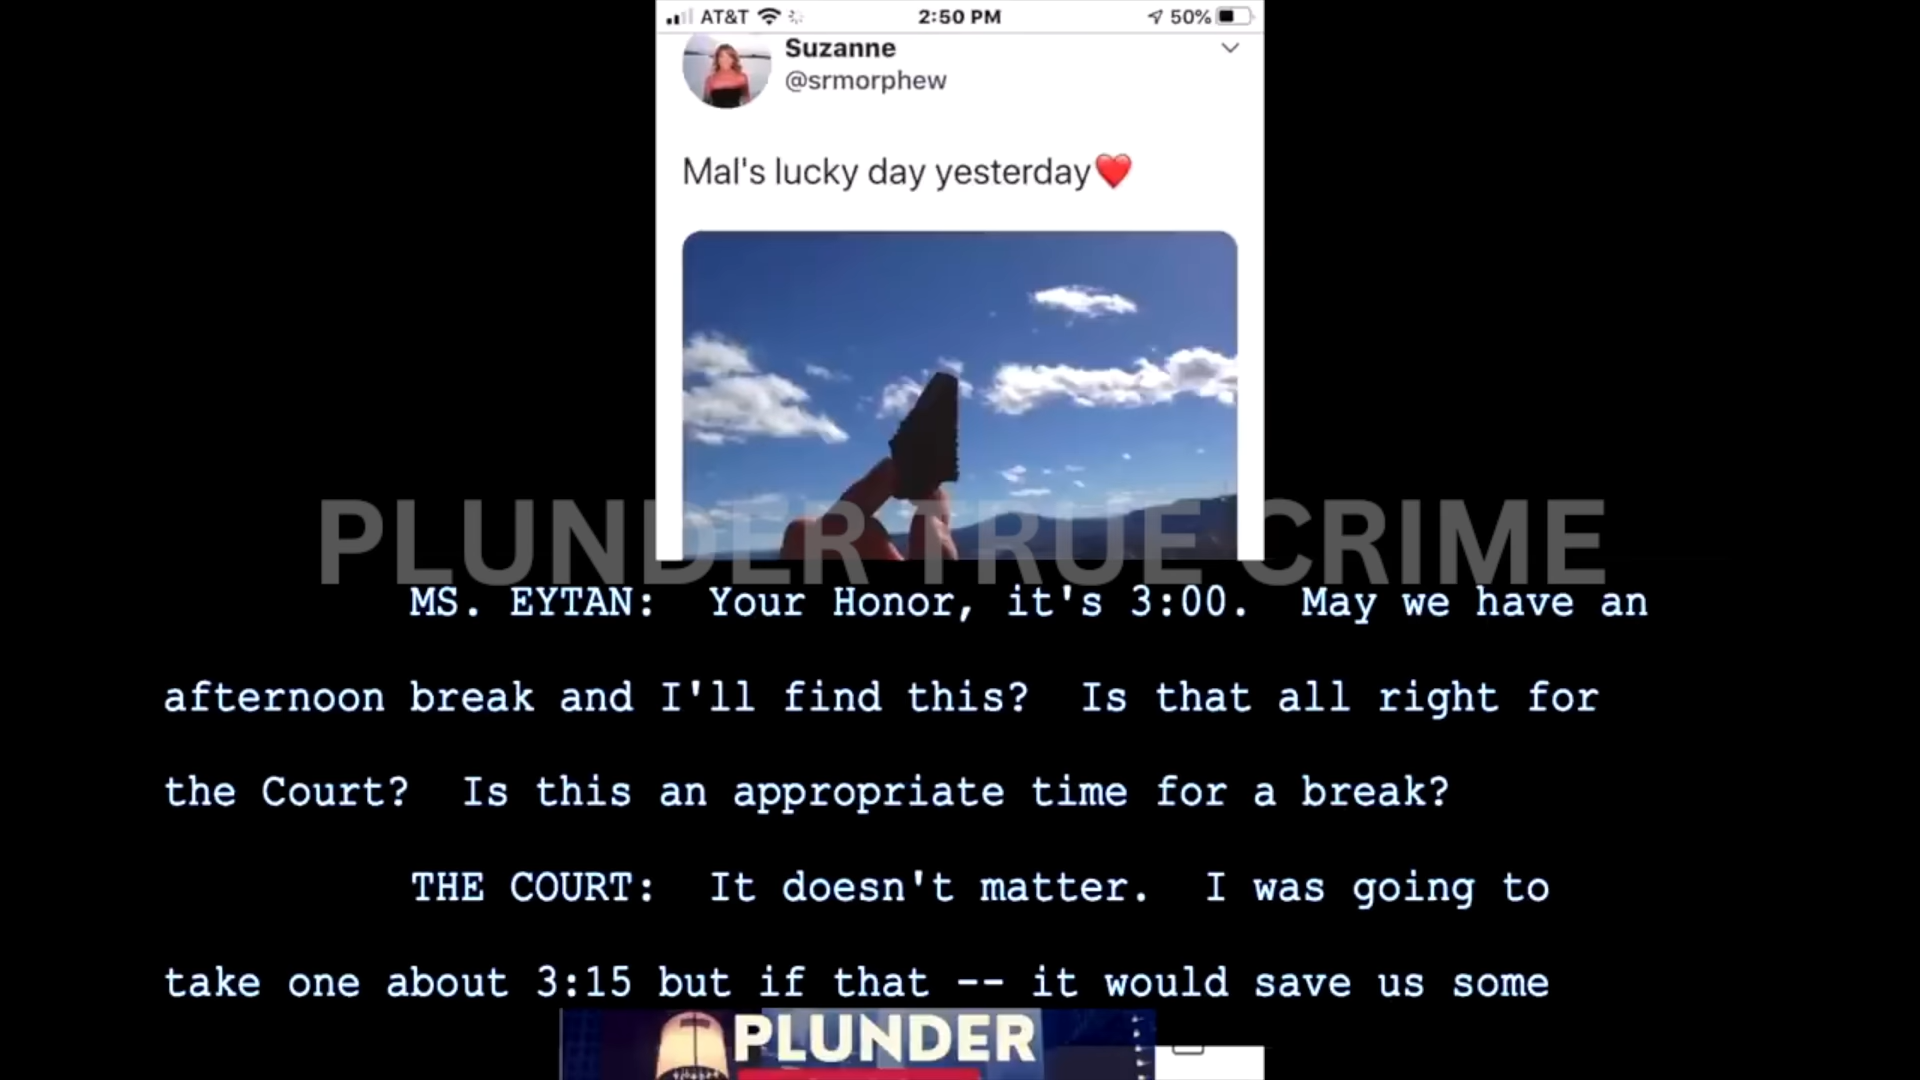 AT&T 2:50 PM 50%
Suzanne
@srmorphew
Mal's lucky day yesterday❤️
PLUNDER TRUE CRIME
MS. EYTAN: Your Honor, it's 3:00. May we have an
afternoon break and I'll find this? Is that all right for
the Court? Is this an appropriate time for a break?
THE COURT: It doesn't matter. I was going to
take one about 3:15 but if that -- it would save us some
PLUNDER